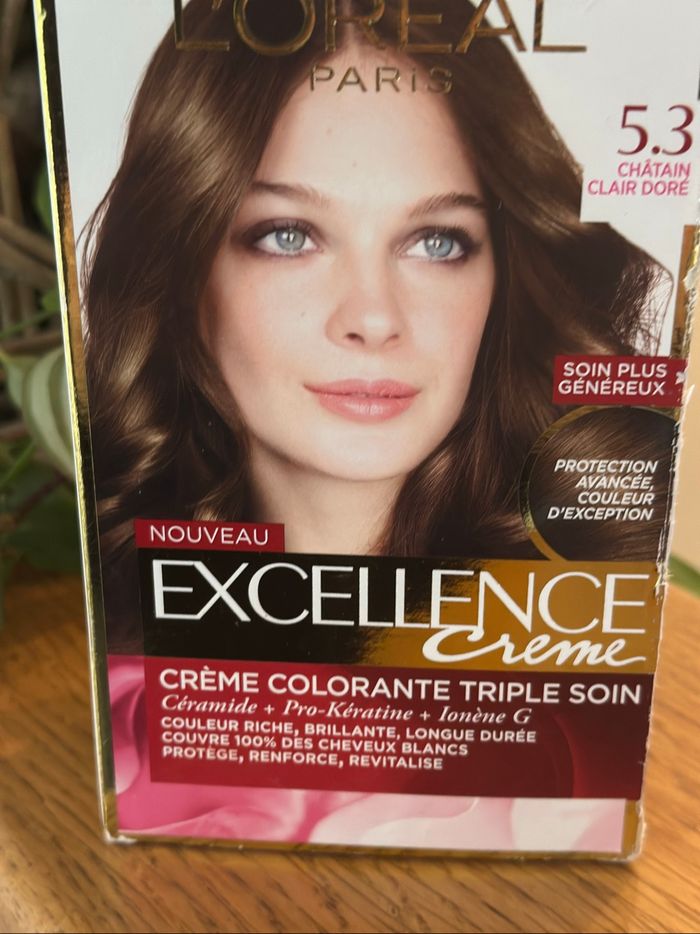 L'ORÉAL
PARIS
5.3
CHÂTAIN
CLAIR DORÉ
SOIN PLUS
GÉNÉREUX
PROTECTION
AVANCÉE,
COULEUR
D'EXCEPTION
NOUVEAU
EXCELLENCE
Creme
CRÈME COLORANTE TRIPLE SOIN
Céramide + Pro-Kératine + Ionène G
COULEUR RICHE, BRILLANTE, LONGUE DURÉE
COUVRE 100% DES CHEVEUX BLANCS
PROTÈGE, RENFORCE, REVITALISE